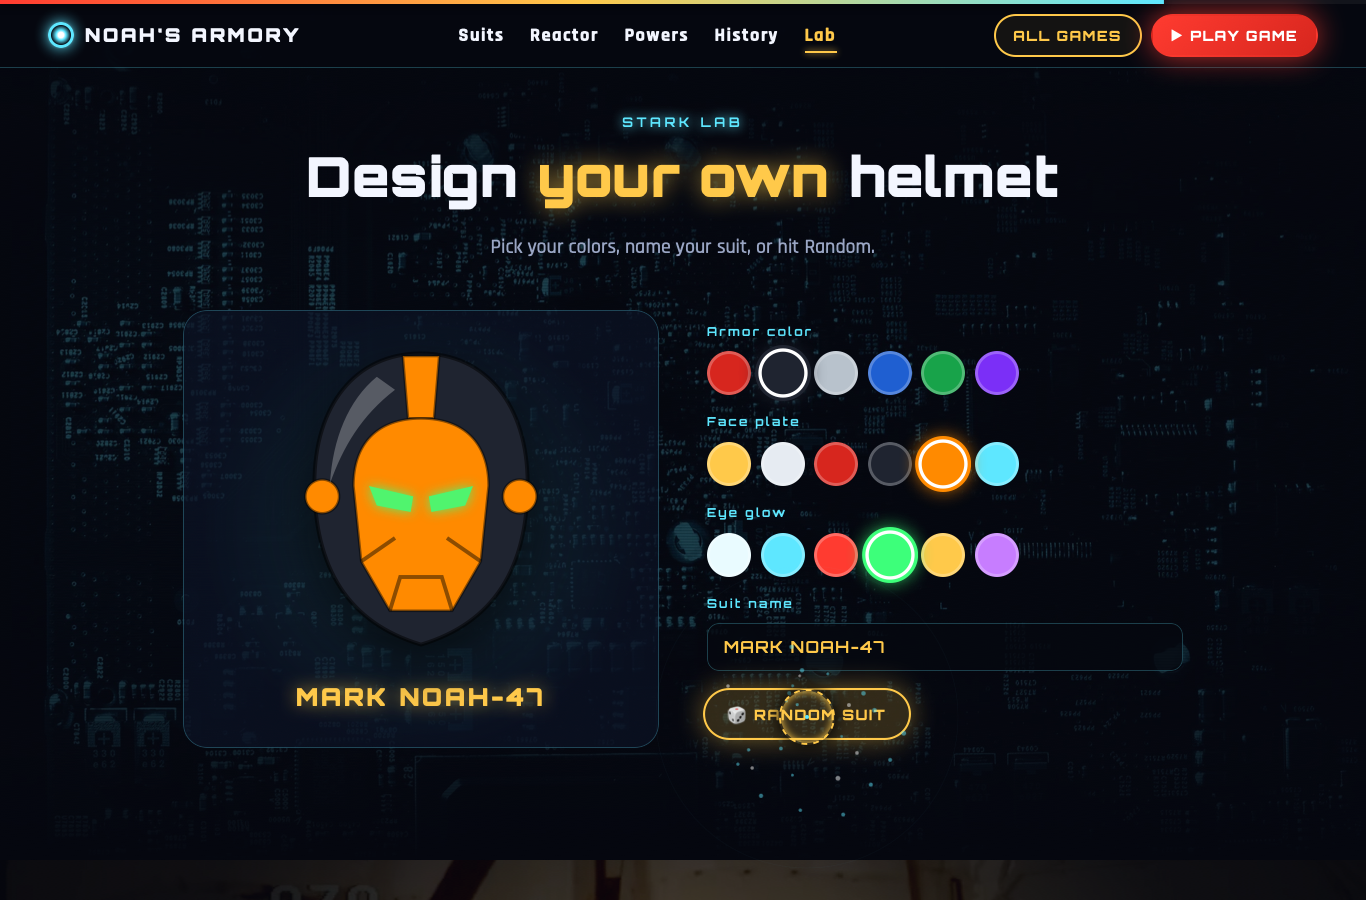 NOAH'S ARMORY
Suits Reactor Powers History Lab
ALL GAMES
PLAY GAME
STARK LAB
Design your own helmet
Pick your colors, name your suit, or hit Random.
MARK NOAH-47
Armor color
Face plate
Eye glow
Suit name
MARK NOAH-47
RANDOM SUIT